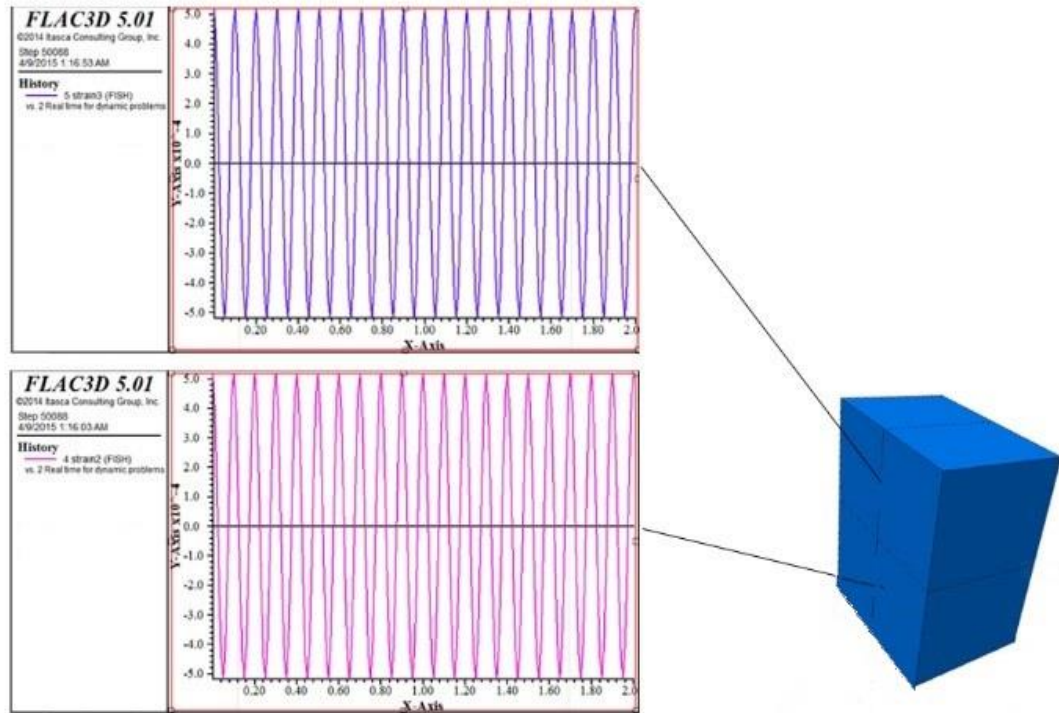 FLAC3D 5.01
©2014 Itasca Consulting Group, Inc.
Step 50088
4/9/2015 1:16:53 AM
History
5 strain3 (FISH)
vs. 2 Real time for dynamic problems
Y-Axis x10^-4
5.0
4.0
3.0
2.0
1.0
0.0
-1.0
-2.0
-3.0
-4.0
-5.0
0.20 0.40 0.60 0.80 1.00 1.20 1.40 1.60 1.80 2.0
X-Axis
FLAC3D 5.01
©2014 Itasca Consulting Group, Inc.
Step 50088
4/9/2015 1:16:03 AM
History
4 strain2 (FISH)
vs. 2 Real time for dynamic problems
Y-Axis x10^-4
5.0
4.0
3.0
2.0
1.0
0.0
-1.0
-2.0
-3.0
-4.0
-5.0
0.20 0.40 0.60 0.80 1.00 1.20 1.40 1.60 1.80 2.0
X-Axis